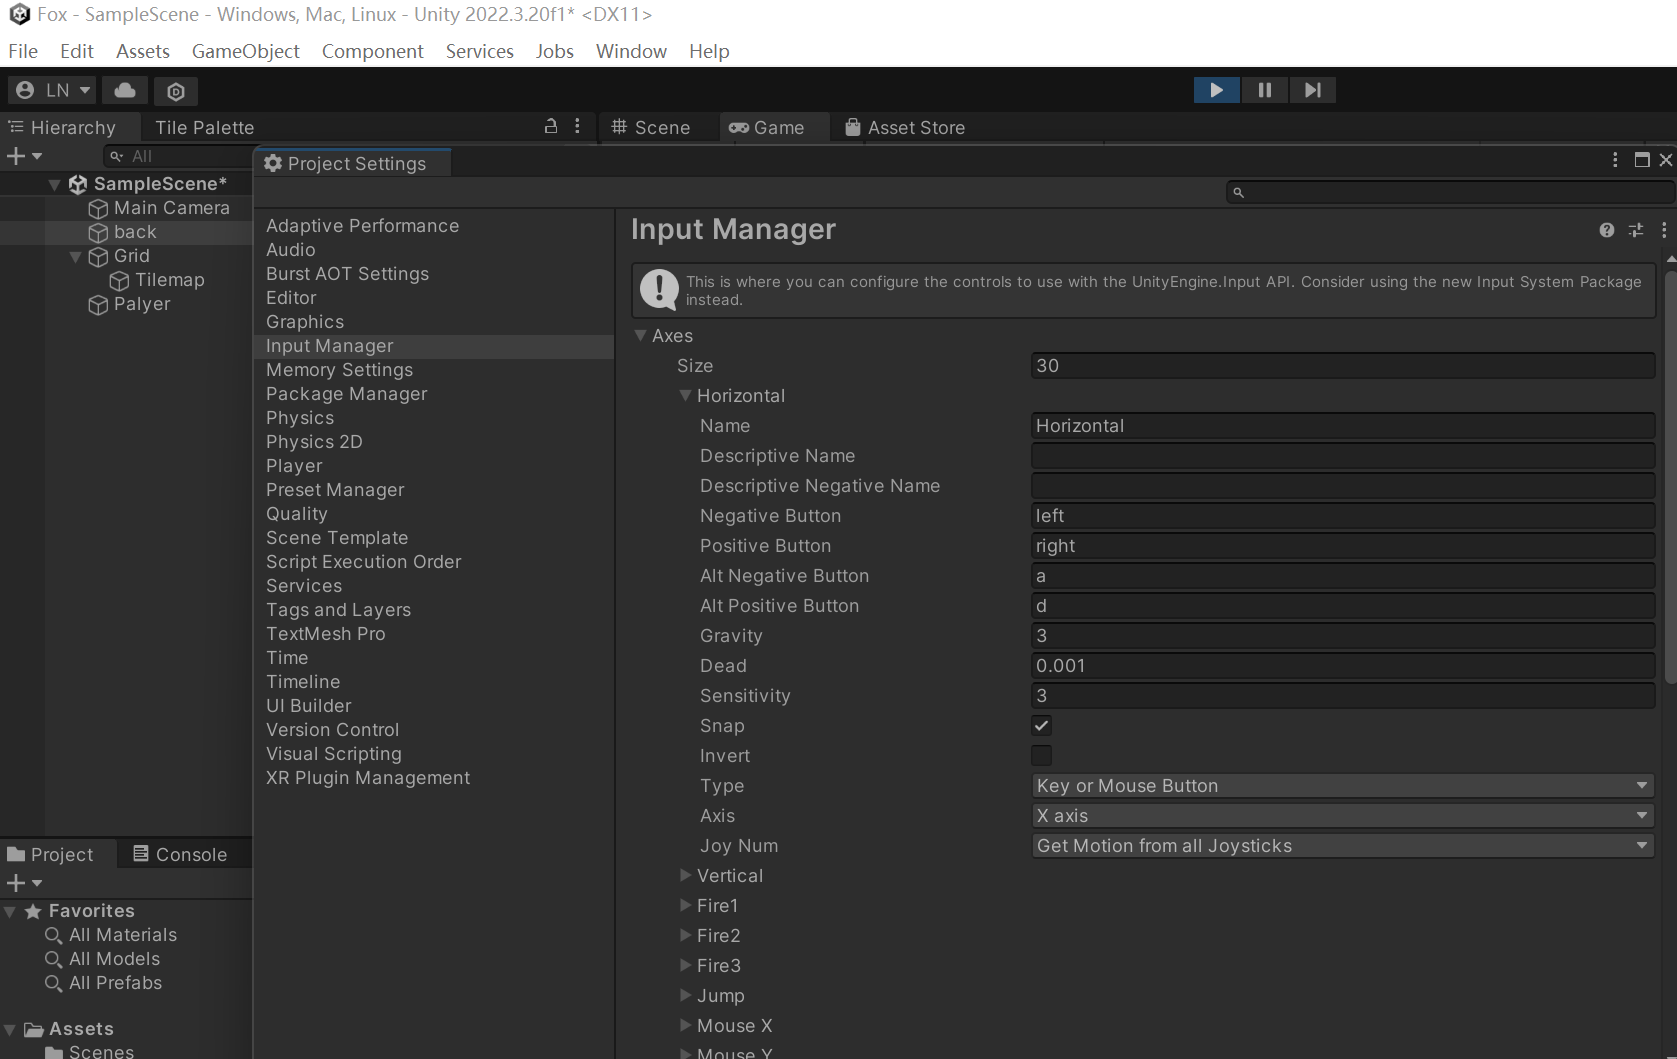 Fox - SampleScene - Windows, Mac, Linux - Unity 2022.3.20f1* <DX11>
File Edit Assets GameObject Component Services Jobs Window Help
LN
Hierarchy Tile Palette Scene Game Asset Store
All
Project Settings
SampleScene*
Main Camera
back
Grid
Tilemap
Palyer
Adaptive Performance
Audio
Burst AOT Settings
Editor
Graphics
Input Manager
Memory Settings
Package Manager
Physics
Physics 2D
Player
Preset Manager
Quality
Scene Template
Script Execution Order
Services
Tags and Layers
TextMesh Pro
Time
Timeline
UI Builder
Version Control
Visual Scripting
XR Plugin Management
Input Manager
This is where you can configure the controls to use with the UnityEngine.Input API. Consider using the new Input System Package
instead.
Axes
Size 30
Horizontal
Name Horizontal
Descriptive Name
Descriptive Negative Name
Negative Button left
Positive Button right
Alt Negative Button a
Alt Positive Button d
Gravity 3
Dead 0.001
Sensitivity 3
Snap
Invert
Type Key or Mouse Button
Axis X axis
Joy Num Get Motion from all Joysticks
Vertical
Fire1
Fire2
Fire3
Jump
Mouse X
Mouse Y
Project Console
Favorites
All Materials
All Models
All Prefabs
Assets
Scenes